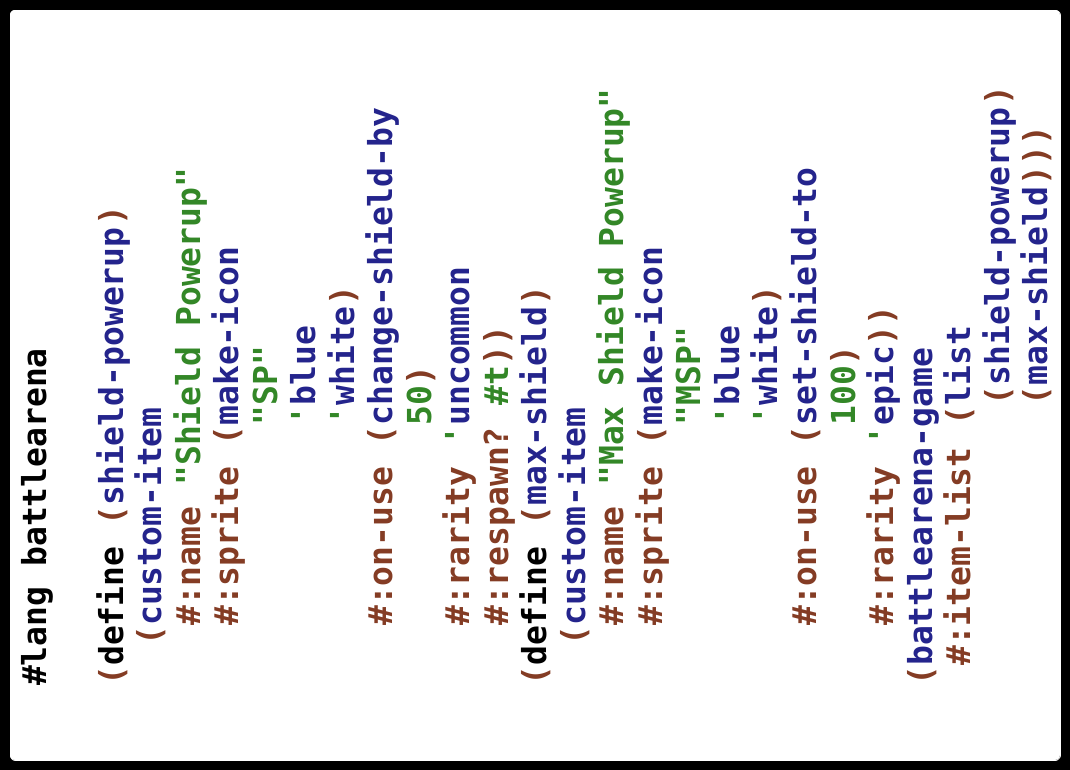 #lang battlearena

(define (shield-powerup)
  (custom-item
   #:name  "Shield Powerup"
   #:sprite (make-icon
             "SP"
             'blue
             'white)
   #:on-use (change-shield-by
             50)
   #:rarity 'uncommon
   #:respawn? #t))
(define (max-shield)
  (custom-item
   #:name  "Max Shield Powerup"
   #:sprite (make-icon
             "MSP"
             'blue
             'white)
   #:on-use (set-shield-to
             100)
   #:rarity 'epic))
(battlearena-game
 #:item-list (list
              (shield-powerup)
              (max-shield)))